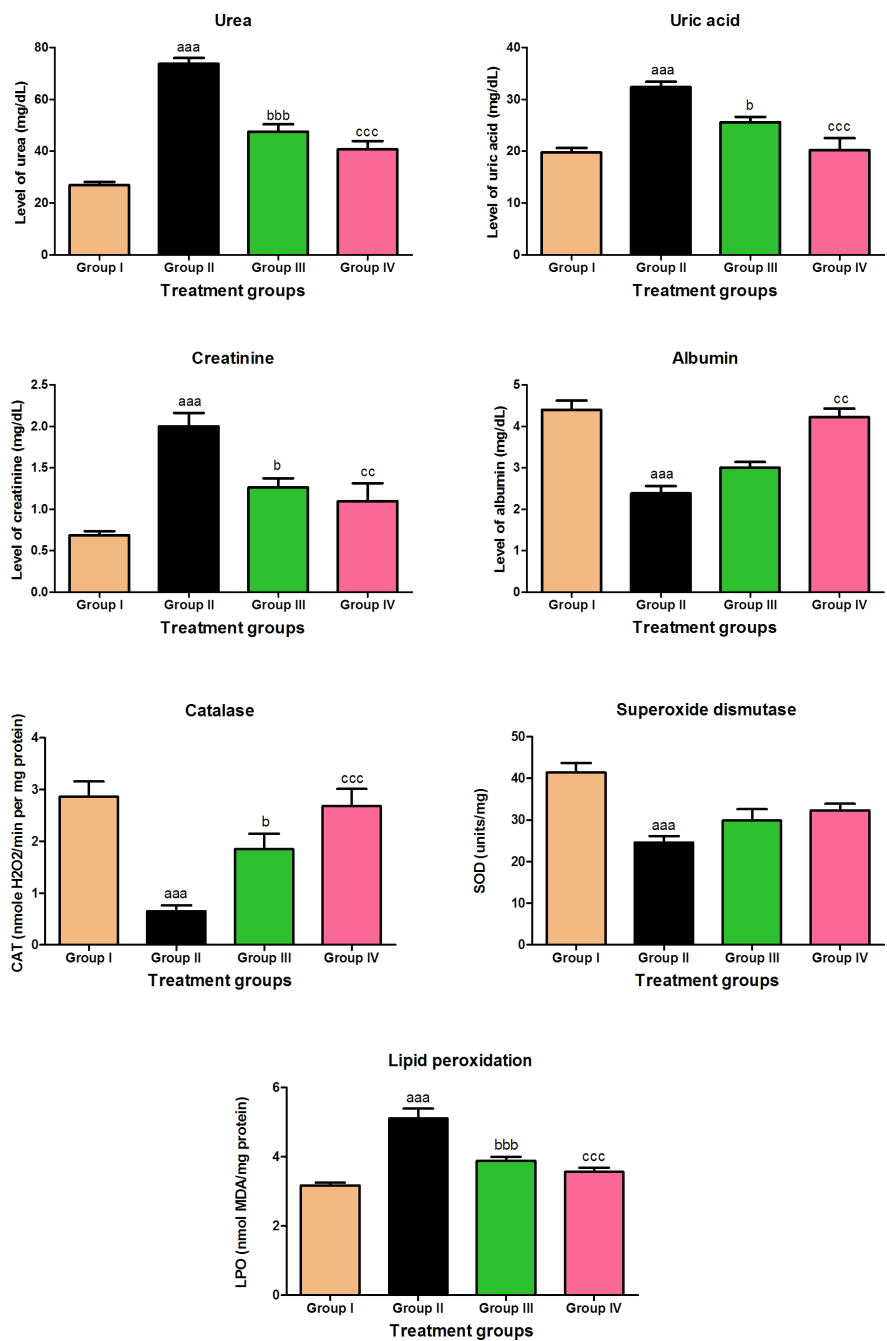 Urea
Level of urea (mg/dL)
80
60
40
20
0
aaa
bbb
ccc
Group I Group II Group III Group IV
Treatment groups
Uric acid
Level of uric acid (mg/dL)
40
30
20
10
0
aaa
b
ccc
Group I Group II Group III Group IV
Treatment groups
Creatinine
Level of creatinine (mg/dL)
2.5
2.0
1.5
1.0
0.5
0.0
aaa
b
cc
Group I Group II Group III Group IV
Treatment groups
Albumin
Level of albumin (mg/dL)
5
4
3
2
1
0
aaa
cc
Group I Group II Group III Group IV
Treatment groups
Catalase
CAT (nmole H2O2/min per mg protein)
4
3
2
1
0
aaa
b
ccc
Group I Group II Group III Group IV
Treatment groups
Superoxide dismutase
SOD (units/mg)
50
40
30
20
10
0
aaa
Group I Group II Group III Group IV
Treatment groups
Lipid peroxidation
LPO (nmol MDA/mg protein)
6
4
2
0
aaa
bbb
ccc
Group I Group II Group III Group IV
Treatment groups